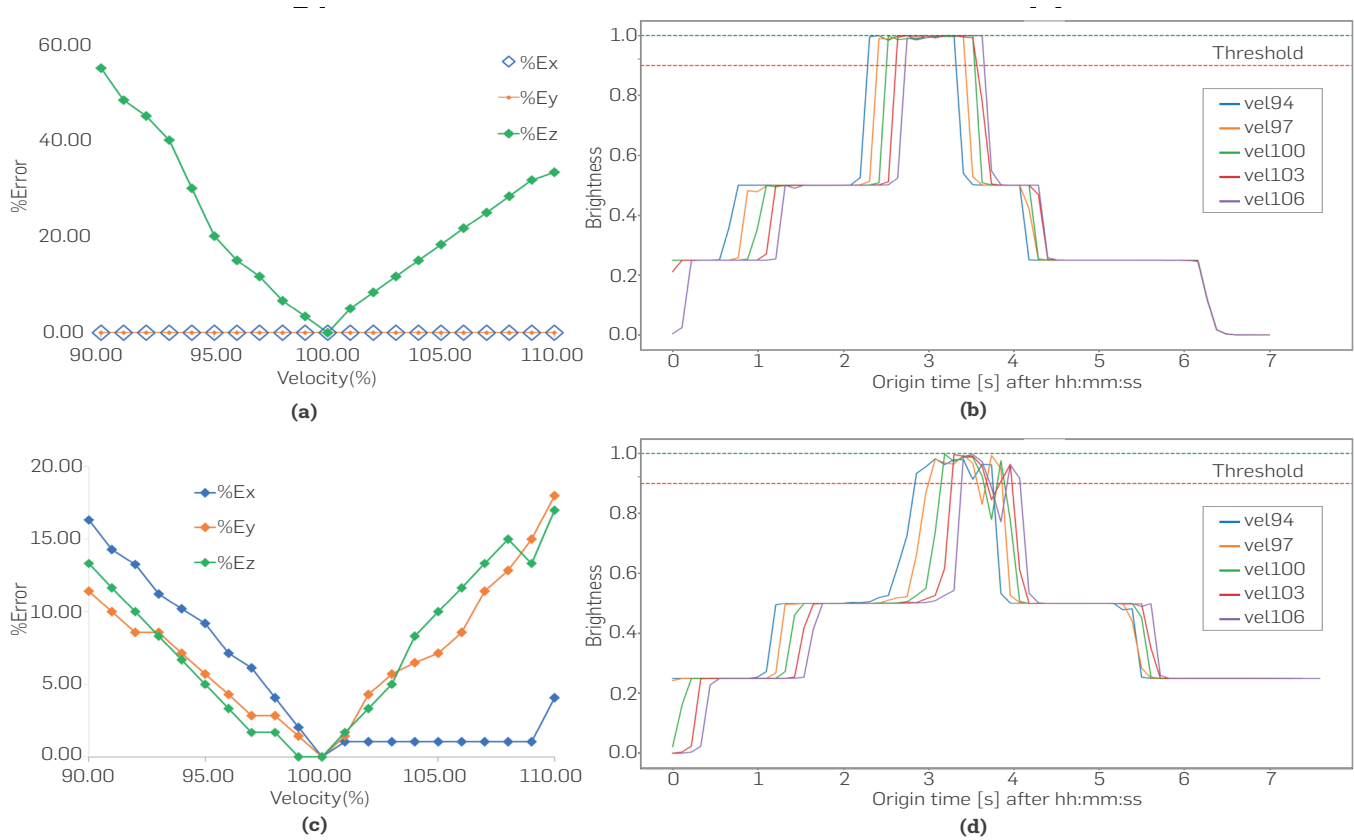 60.00
40.00
20.00
0.00
%Error
%Ex
%Ey
%Ez
90.00 95.00 100.00 105.00 110.00
Velocity(%)
(a)
1.0
0.8
0.6
0.4
0.2
0.0
Brightness
Threshold
vel94
vel97
vel100
vel103
vel106
0 1 2 3 4 5 6 7
Origin time [s] after hh:mm:ss
(b)
20.00
15.00
10.00
5.00
0.00
%Error
%Ex
%Ey
%Ez
90.00 95.00 100.00 105.00 110.00
Velocity(%)
(c)
1.0
0.8
0.6
0.4
0.2
0.0
Brightness
Threshold
vel94
vel97
vel100
vel103
vel106
0 1 2 3 4 5 6 7
Origin time [s] after hh:mm:ss
(d)